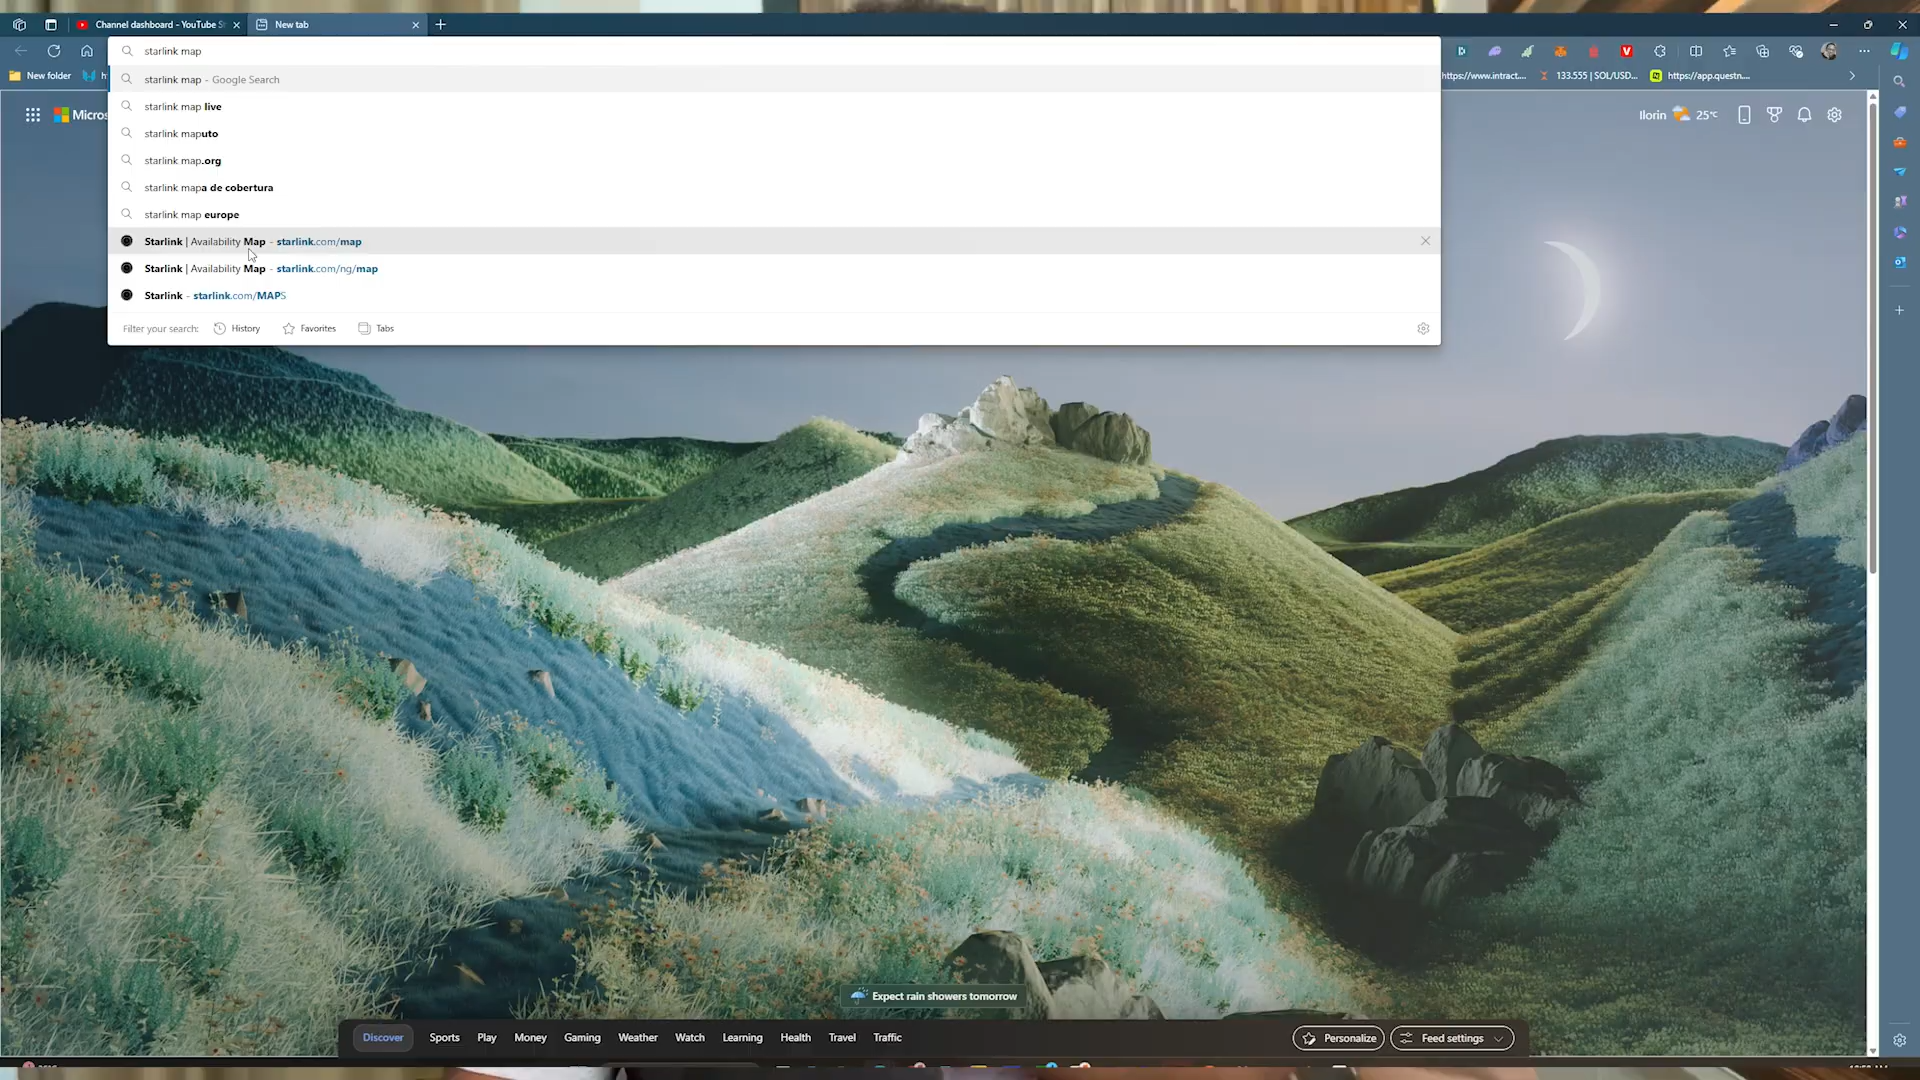 Channel dashboard - YouTube St
New tab
starlink map
New folder
https://www.intract....
133.555 | SOL/USD...
https://app.questn....
starlink map - Google Search
starlink map live
starlink maputo
starlink map.org
starlink mapa de cobertura
starlink map europe
Starlink | Availability Map - starlink.com/map
Starlink | Availability Map - starlink.com/ng/map
Starlink - starlink.com/MAPS
Filter your search:
History
Favorites
Tabs
Micros
Ilorin
25°C
Expect rain showers tomorrow
Discover
Sports
Play
Money
Gaming
Weather
Watch
Learning
Health
Travel
Traffic
Personalize
Feed settings